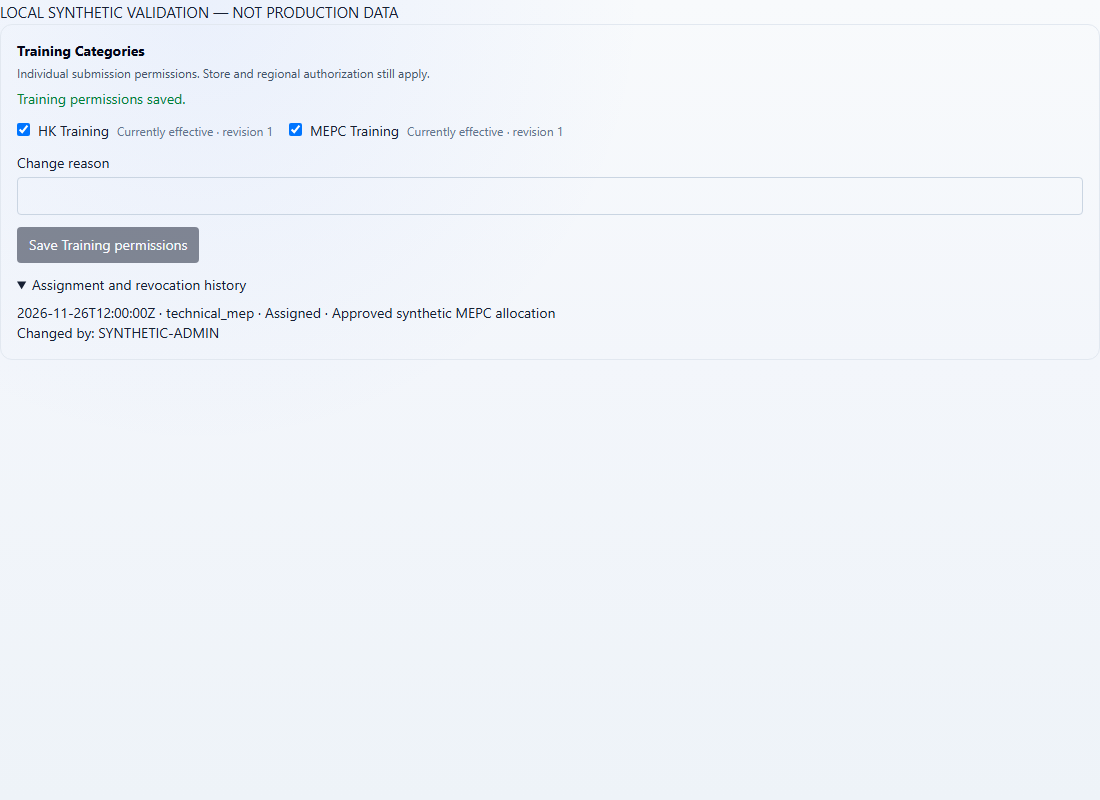 LOCAL SYNTHETIC VALIDATION — NOT PRODUCTION DATA
Training Categories
Individual submission permissions. Store and regional authorization still apply.
Training permissions saved.
HK Training Currently effective · revision 1 MEPC Training Currently effective · revision 1
Change reason
Save Training permissions
Assignment and revocation history
2026-11-26T12:00:00Z · technical_mep · Assigned · Approved synthetic MEPC allocation
Changed by: SYNTHETIC-ADMIN